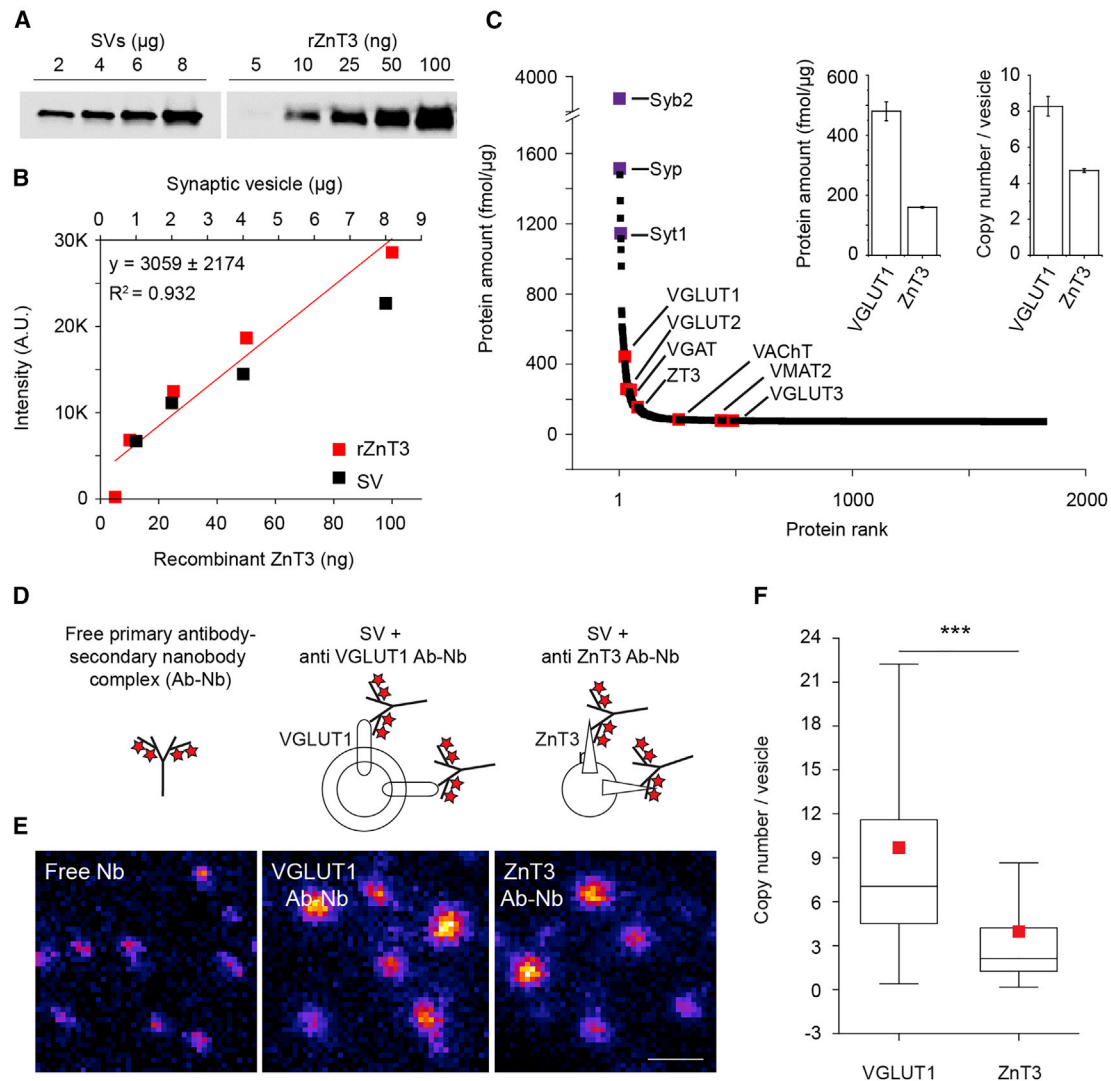 A
SVs (µg)
2 4 6 8
rZnT3 (ng)
5 10 25 50 100
B
Synaptic vesicle (µg)
0 1 2 3 4 5 6 7 8 9
30K
20K
10K
0
Intensity (A.U.)
y = 3059 ± 2174
R² = 0.932
rZnT3
SV
0 20 40 60 80 100
Recombinant ZnT3 (ng)
C
Protein amount (fmol/µg)
4000
1600
1200
800
400
0
Syb2
Syp
Syt1
VGLUT1
VGLUT2
VGAT
ZT3
VAChT
VMAT2
VGLUT3
1 1000 2000
Protein rank
Protein amount (fmol/µg)
600
400
200
0
VGLUT1
ZnT3
Copy number / vesicle
10
8
6
4
2
0
VGLUT1
ZnT3
D
Free primary antibody-
secondary nanobody
complex (Ab-Nb)
SV +
anti VGLUT1 Ab-Nb
VGLUT1
SV +
anti ZnT3 Ab-Nb
ZnT3
E
Free Nb
VGLUT1
Ab-Nb
ZnT3
Ab-Nb
F
Copy number / vesicle
24
21
18
15
12
9
6
3
0
-3
***
VGLUT1
ZnT3